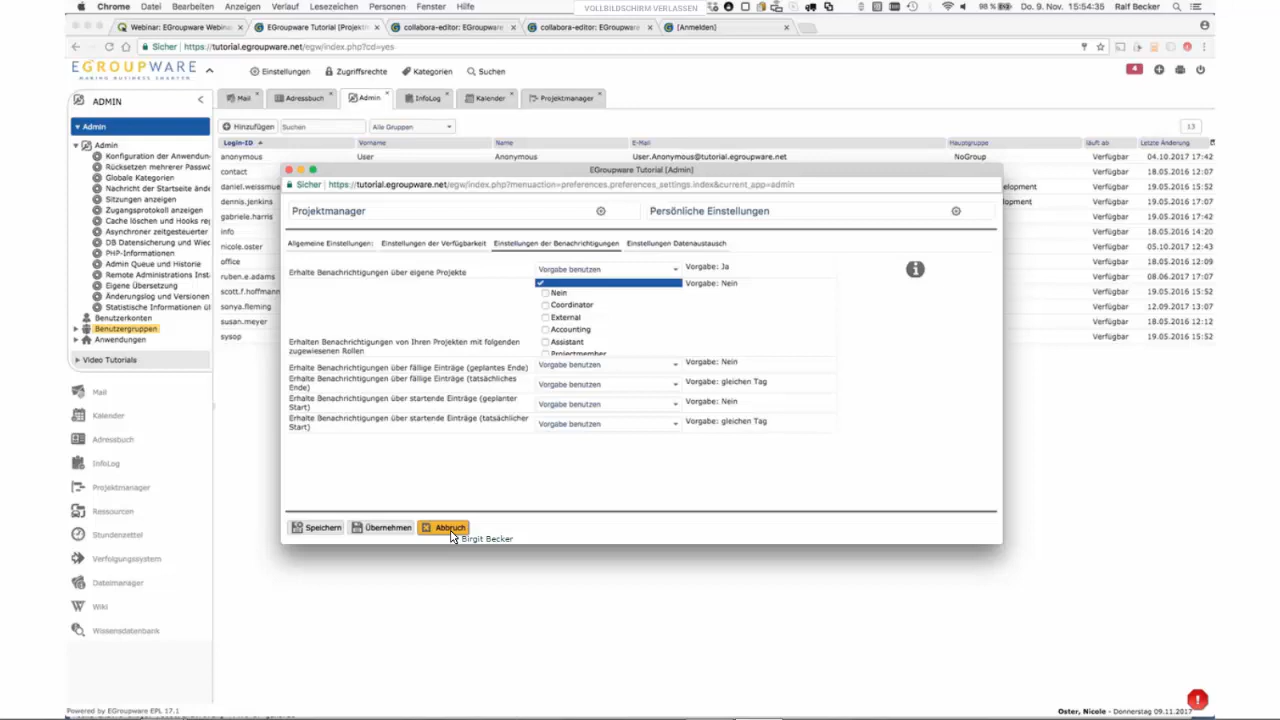 Chrome Datei Bearbeiten Anzeigen Verlauf Lesezeichen Personen Fenster Hilfe VOLLBILDSCHIRM VERLASSEN 98 % Do. 9. Nov. 15:54:35 Ralf Becker
Webinar: EGroupware Webin EGroupware Tutorial [Projekt collabora-editor: EGroupware collabora-editor: EGroupware [Anmelden]
Sicher https://tutorial.egroupware.net/egw/index.php?cd=yes
EGROUPWARE
MAKING BUSINESS SMARTER
Einstellungen Zugriffsrechte Kategorien Suchen 4
ADMIN
Mail Adressbuch Admin InfoLog Kalender Projektmanager
Admin
Hinzufügen Suchen Alle Gruppen 13
Login-ID Vorname Name E-Mail Hauptgruppe läuft ab Letzte Änderung
anonymous User Anonymous User.Anonymous@tutorial.egroupware.net NoGroup Verfügbar 04.10.2017 17:42
contact Verfügbar 18.05.2016 12:07
daniel.weissmue elopment Verfügbar 19.05.2016 15:52
dennis.jenkins opment Verfügbar 19.05.2016 17:07
gabriele.harris Verfügbar 19.05.2016 17:42
info Verfügbar 18.05.2016 14:20
nicole.oster Verfügbar 05.10.2017 12:43
office Verfügbar 18.05.2016 12:09
ruben.e.adams Verfügbar 08.06.2017 17:07
scott.f.hoffmann Verfügbar 19.05.2016 15:52
sonya.fleming Verfügbar 12.09.2017 13:07
susan.meyer Verfügbar 18.05.2016 12:12
sysop Verfügbar 19.05.2016 15:52
Admin
Konfiguration der Anwendun
Rücksetzen mehrerer Passwo
Globale Kategorien
Nachricht der Startseite ände
Sitzungen anzeigen
Zugangsprotokoll anzeigen
Cache löschen und Hooks re
Asynchroner zeitgesteuerter
DB Datensicherung und Wied
PHP-Informationen
Admin Queue und Historie
Remote Administrations Inst
Eigene Übersetzung
Änderungslog und Versionen
Statistische Informationen ü
Benutzerkonten
Benutzergruppen
Anwendungen
Video Tutorials
Mail
Kalender
Adressbuch
InfoLog
Projektmanager
Ressourcen
Stundenzettel
Verfolgungssystem
Dateimanager
Wiki
Wissensdatenbank
EGroupware Tutorial [Admin]
Sicher https://tutorial.egroupware.net/egw/index.php?menuaction=preferences.preferences_settings.index&current_app=admin
Projektmanager Persönliche Einstellungen
Allgemeine Einstellungen: Einstellungen der Verfügbarkeit Einstellungen der Benachrichtigungen Einstellungen Datenaustausch
Erhalte Benachrichtigungen über eigene Projekte Vorgabe benutzen Vorgabe: Ja
Vorgabe: Nein
Nein
Coordinator
External
Accounting
Assistant
Projectmember
Erhalten Benachrichtigungen von Ihren Projekten mit folgenden
zugewiesenen Rollen
Erhalte Benachrichtigungen über fällige Einträge (geplantes Ende) Vorgabe benutzen Vorgabe: Nein
Erhalte Benachrichtigungen über fällige Einträge (tatsächliches
Ende) Vorgabe benutzen Vorgabe: gleichen Tag
Erhalte Benachrichtigungen über startende Einträge (geplanter
Start) Vorgabe benutzen Vorgabe: Nein
Erhalte Benachrichtigungen über startende Einträge (tatsächlicher
Start) Vorgabe benutzen Vorgabe: gleichen Tag
Speichern Übernehmen Abbruch
Birgit Becker
Powered by EGroupware EPL 17.1 Oster, Nicole - Donnerstag 09.11.2017